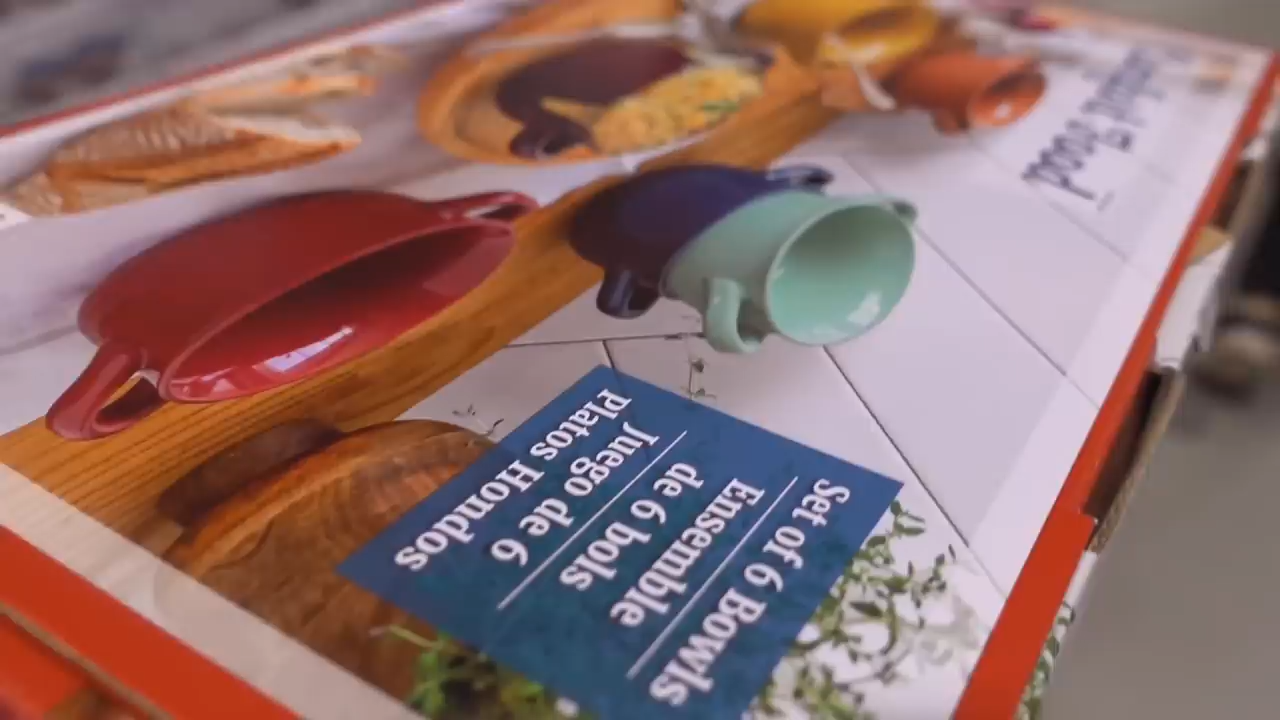 Set of 6 Bowls
Ensemble
de 6 bols
Juego de 6
Platos Hondos